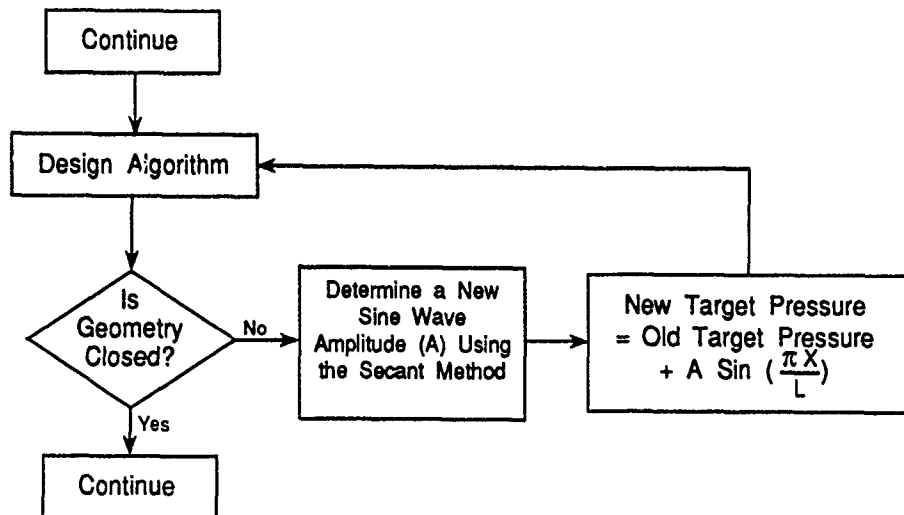 Continue
Design Algorithm
Is
Geometry
Closed?
No
Determine a New
Sine Wave
Amplitude (A) Using
the Secant Method
New Target Pressure
= Old Target Pressure
+ A Sin (πX/L)
Yes
Continue